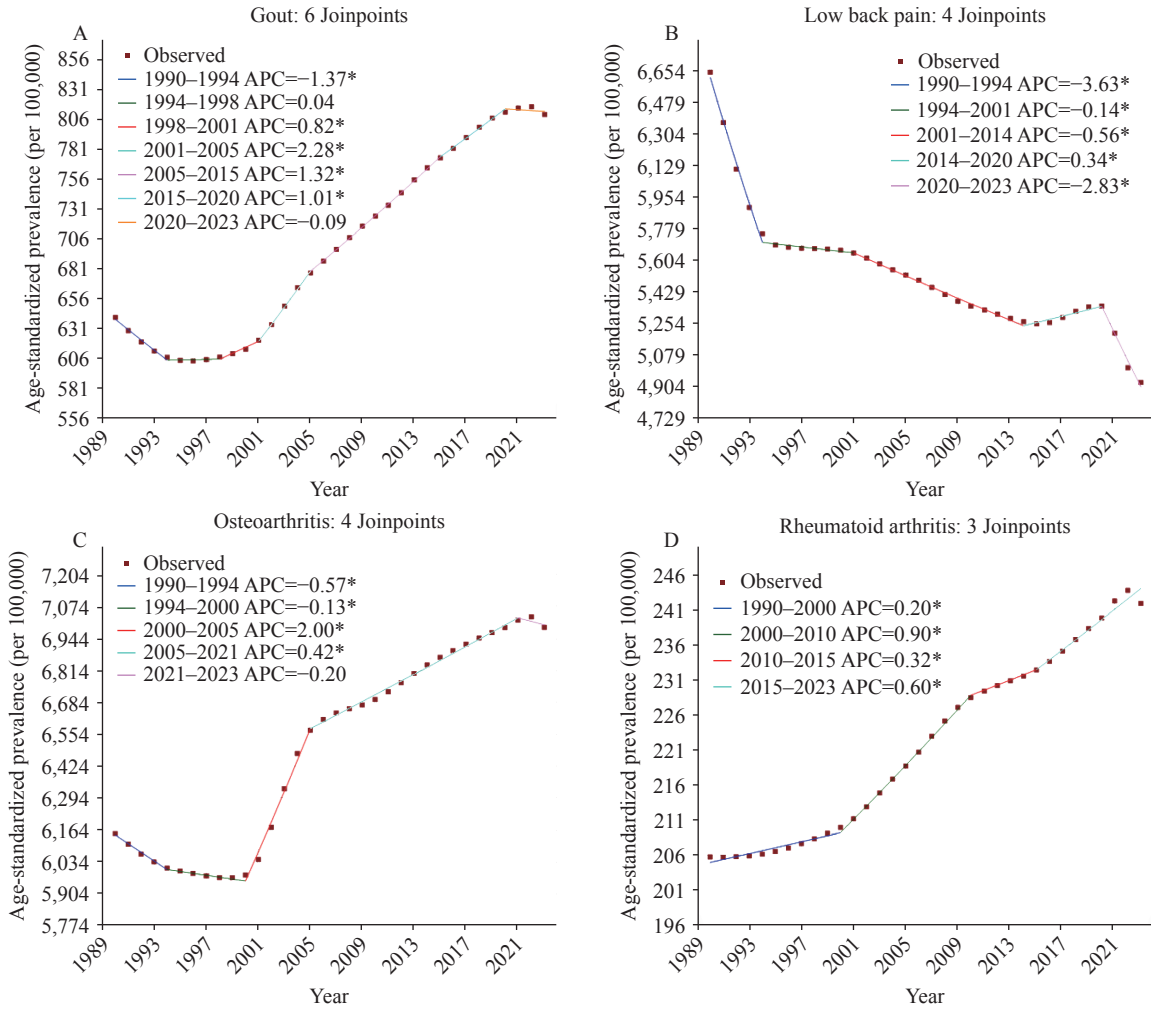 Gout: 6 Joinpoints
A
Age-standardized prevalence (per 100,000)
856
831
806
781
756
731
706
681
656
631
606
581
556
Observed
1990–1994 APC=−1.37*
1994–1998 APC=0.04
1998–2001 APC=0.82*
2001–2005 APC=2.28*
2005–2015 APC=1.32*
2015–2020 APC=1.01*
2020–2023 APC=−0.09
1989 1993 1997 2001 2005 2009 2013 2017 2021
Year
Low back pain: 4 Joinpoints
B
Age-standardized prevalence (per 100,000)
6,654
6,479
6,304
6,129
5,954
5,779
5,604
5,429
5,254
5,079
4,904
4,729
Observed
1990–1994 APC=−3.63*
1994–2001 APC=−0.14*
2001–2014 APC=−0.56*
2014–2020 APC=0.34*
2020–2023 APC=−2.83*
1989 1993 1997 2001 2005 2009 2013 2017 2021
Year
Osteoarthritis: 4 Joinpoints
C
Age-standardized prevalence (per 100,000)
7,204
7,074
6,944
6,814
6,684
6,554
6,424
6,294
6,164
6,034
5,904
5,774
Observed
1990–1994 APC=−0.57*
1994–2000 APC=−0.13*
2000–2005 APC=2.00*
2005–2021 APC=0.42*
2021–2023 APC=−0.20
1989 1993 1997 2001 2005 2009 2013 2017 2021
Year
Rheumatoid arthritis: 3 Joinpoints
D
Age-standardized prevalence (per 100,000)
246
241
236
231
226
221
216
211
206
201
196
Observed
1990–2000 APC=0.20*
2000–2010 APC=0.90*
2010–2015 APC=0.32*
2015–2023 APC=0.60*
1989 1993 1997 2001 2005 2009 2013 2017 2021
Year